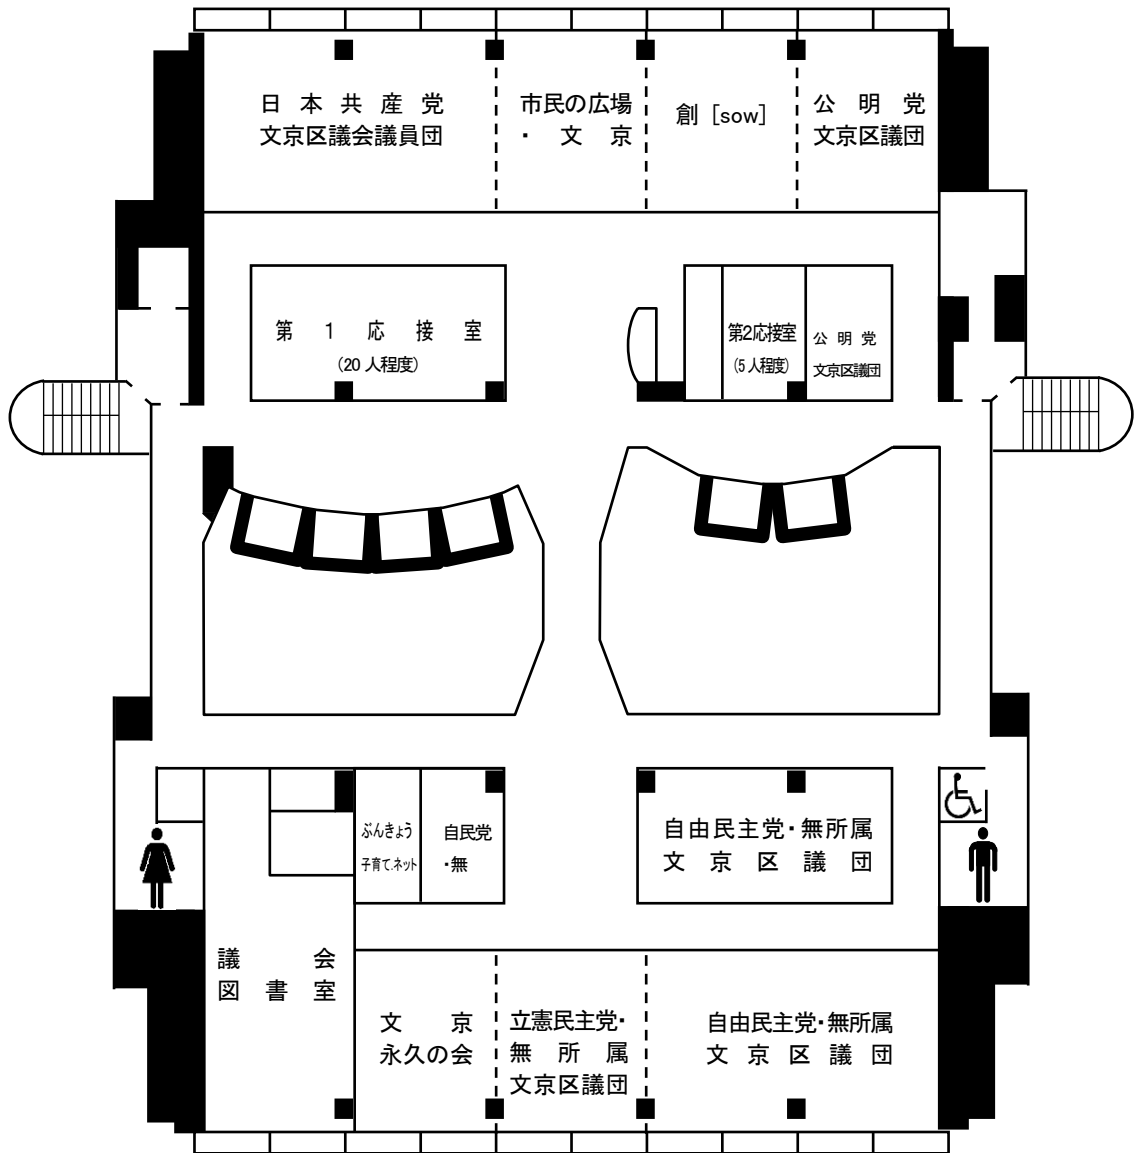 日本共産党
文京区議会議員団
市民の広場
・文京
創［sow］
公明党
文京区議団
第1応接室
（20人程度）
第2応接室
（5人程度）
公明党
文京区議団
ぶんきょう
子育て.ネット
自民党
・無
自由民主党・無所属
文京区議団
議会
図書室
文京
永久の会
立憲民主党・
無所属
文京区議団
自由民主党・無所属
文京区議団